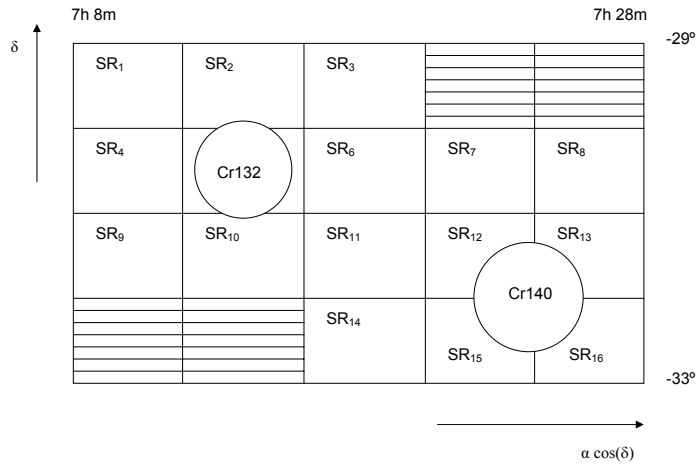 7h 8m
7h 28m
δ
-29º
SR₁
SR₂
SR₃
SR₄
Cr132
SR₆
SR₇
SR₈
SR₉
SR₁₀
SR₁₁
SR₁₂
SR₁₃
Cr140
SR₁₄
SR₁₅
SR₁₆
-33º
α cos(δ)